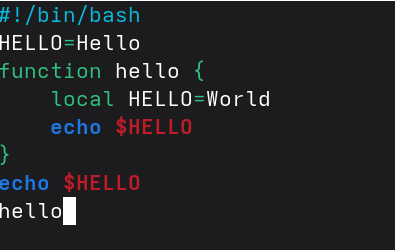 #!/bin/bash
HELLO=Hello
function hello {
    local HELLO=World
    echo $HELLO
}
echo $HELLO
hello